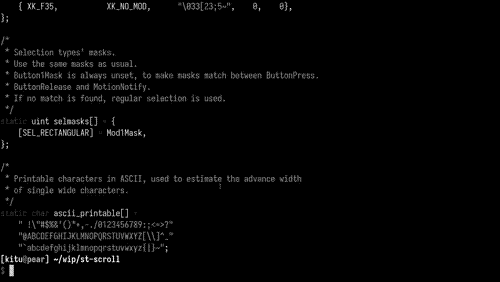 { XK_F35, XK_NO_MOD, "\033[23;5~", 0, 0},
};
/*
* Selection types' masks.
* Use the same masks as usual.
* Button1Mask is always unset, to make masks match between ButtonPress.
* ButtonRelease and MotionNotify.
* If no match is found, regular selection is used.
*/
static uint selmasks[] = {
[SEL_RECTANGULAR] = Mod1Mask,
};
/*
* Printable characters in ASCII, used to estimate the advance width
* of single wide characters.
*/
static char ascii_printable[] =
" !\"#$%&'()*+,-./0123456789:;<=>?"
"@ABCDEFGHIJKLMNOPQRSTUVWXYZ[\\]^_"
"`abcdefghijklmnopqrstuvwxyz{|}~";
[kitu@pear] ~/wip/st-scroll
$